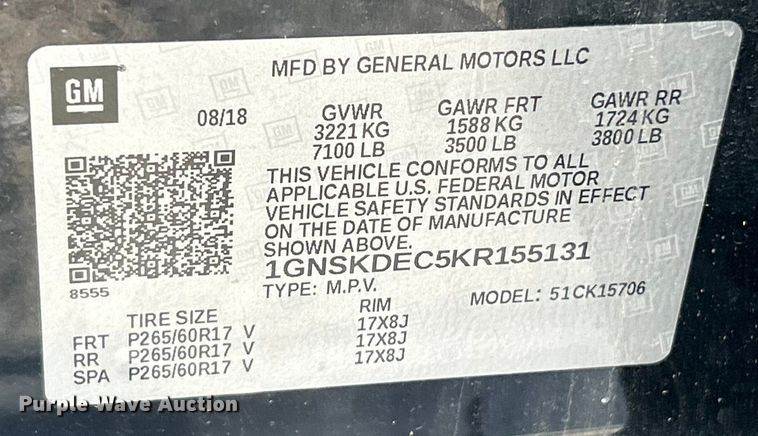 GM
MFD BY GENERAL MOTORS LLC
08/18 GVWR GAWR FRT GAWR RR
3221 KG 1588 KG 1724 KG
7100 LB 3500 LB 3800 LB
THIS VEHICLE CONFORMS TO ALL
APPLICABLE U.S. FEDERAL MOTOR
VEHICLE SAFETY STANDARDS IN EFFECT
ON THE DATE OF MANUFACTURE
SHOWN ABOVE.
1GNSKDEC5KR155131
8555
TYPE: M.P.V. MODEL: 51CK15706
TIRE SIZE RIM
FRT P265/60R17 V 17X8J
RR P265/60R17 V 17X8J
SPA P265/60R17 V 17X8J
Purple Wave Auction